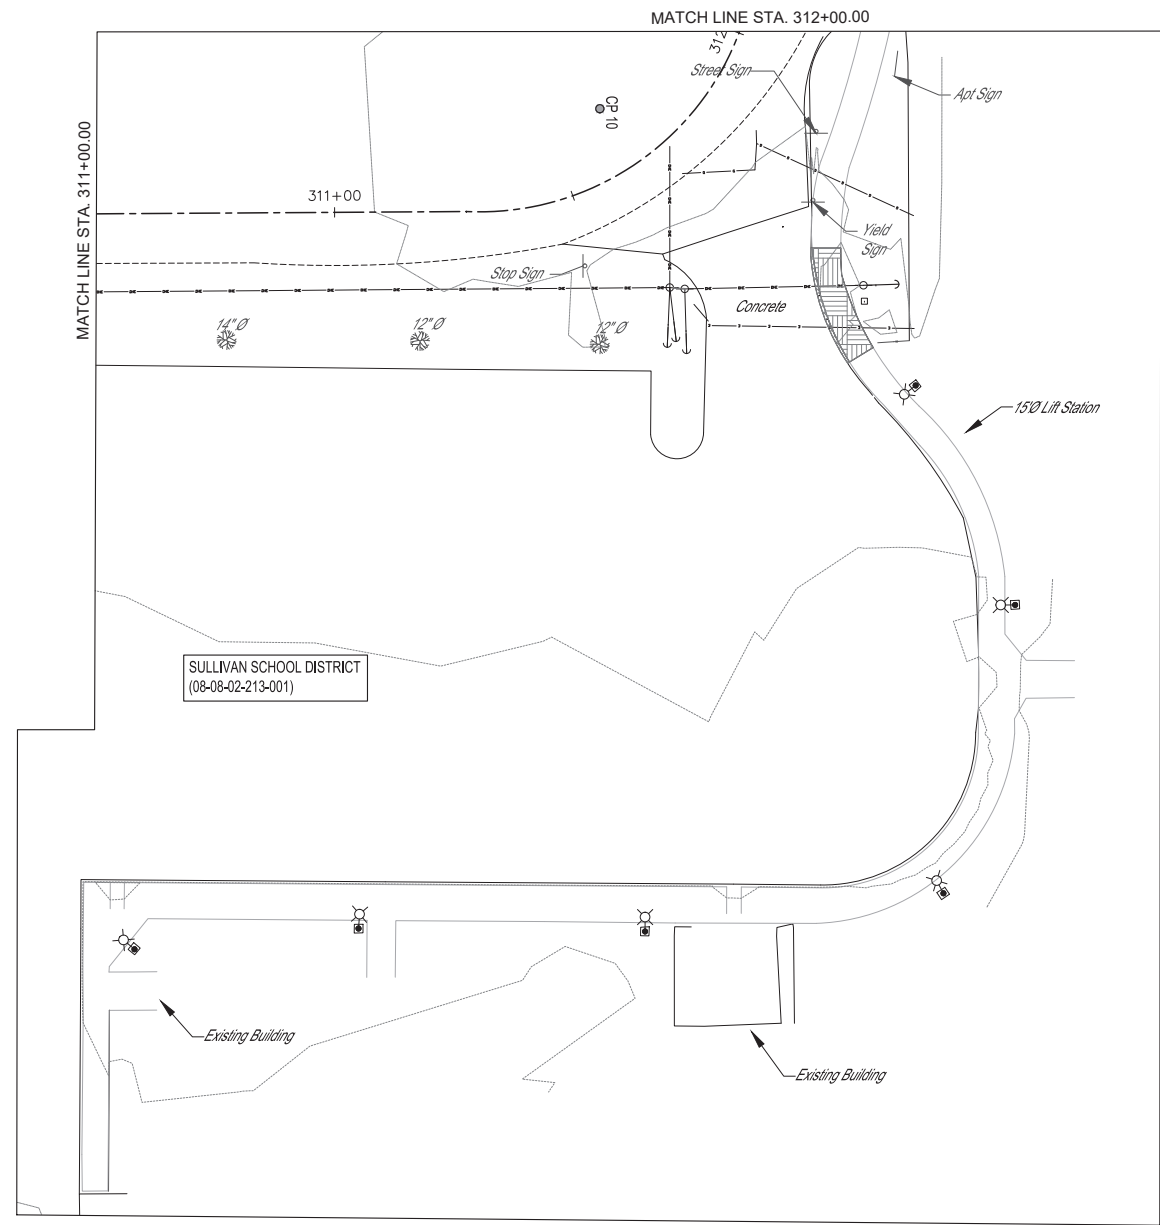 MATCH LINE STA. 312+00.00
312
Street Sign
Apt Sign
CP 10
MATCH LINE STA. 311+00.00
311+00
Yield
Sign
Stop Sign
Concrete
14" Ø
12" Ø
12" Ø
15'Ø Lift Station
SULLIVAN SCHOOL DISTRICT
(08-08-02-213-001)
Existing Building
Existing Building